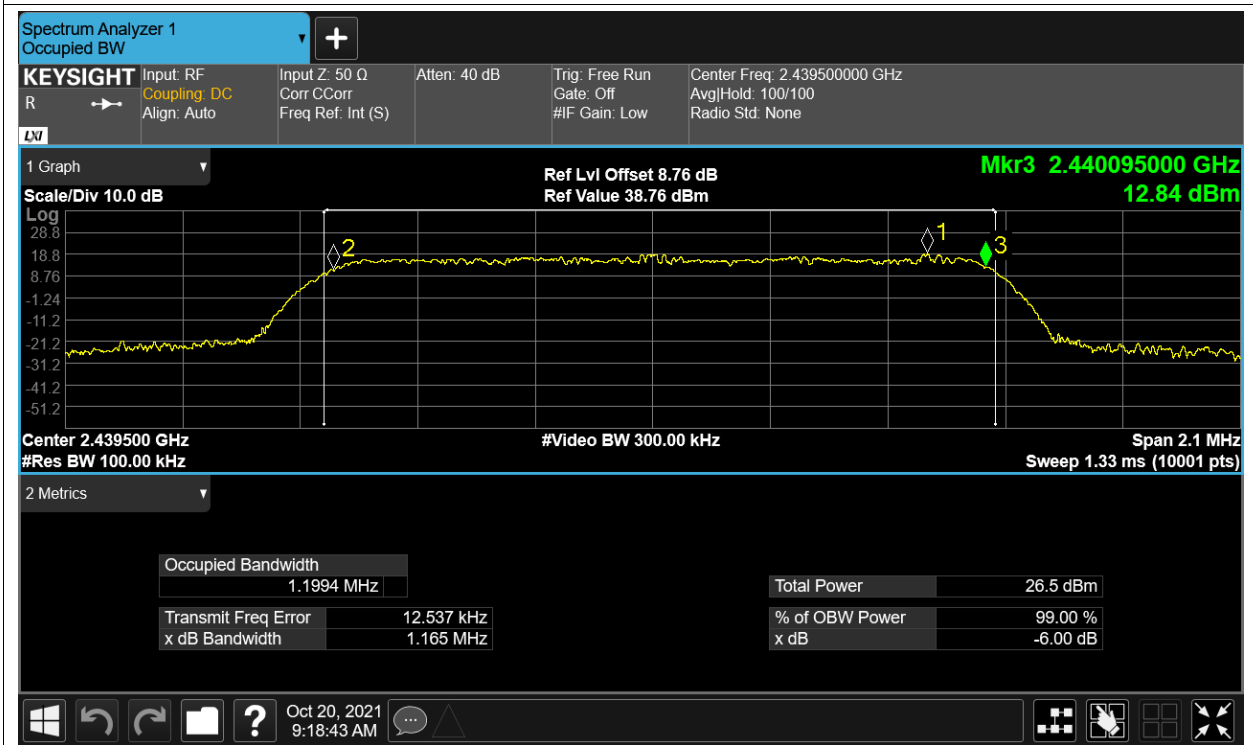 Spectrum Analyzer 1
Occupied BW
KEYSIGHT
R
LXI
Input: RF
Coupling: DC
Align: Auto
Input Z: 50 Ω
Corr CCorr
Freq Ref: Int (S)
Atten: 40 dB
Trig: Free Run
Gate: Off
#IF Gain: Low
Center Freq: 2.439500000 GHz
Avg|Hold: 100/100
Radio Std: None
1 Graph
Scale/Div 10.0 dB
Ref Lvl Offset 8.76 dB
Ref Value 38.76 dBm
Mkr3 2.440095000 GHz
12.84 dBm
Log
28.8
18.8
8.76
-1.24
-11.2
-21.2
-31.2
-41.2
-51.2
2
1
3
Center 2.439500 GHz
#Res BW 100.00 kHz
#Video BW 300.00 kHz
Span 2.1 MHz
Sweep 1.33 ms (10001 pts)
2 Metrics
Occupied Bandwidth
1.1994 MHz
Transmit Freq Error 12.537 kHz
x dB Bandwidth 1.165 MHz
Total Power 26.5 dBm
% of OBW Power 99.00 %
x dB -6.00 dB
?
Oct 20, 2021
9:18:43 AM